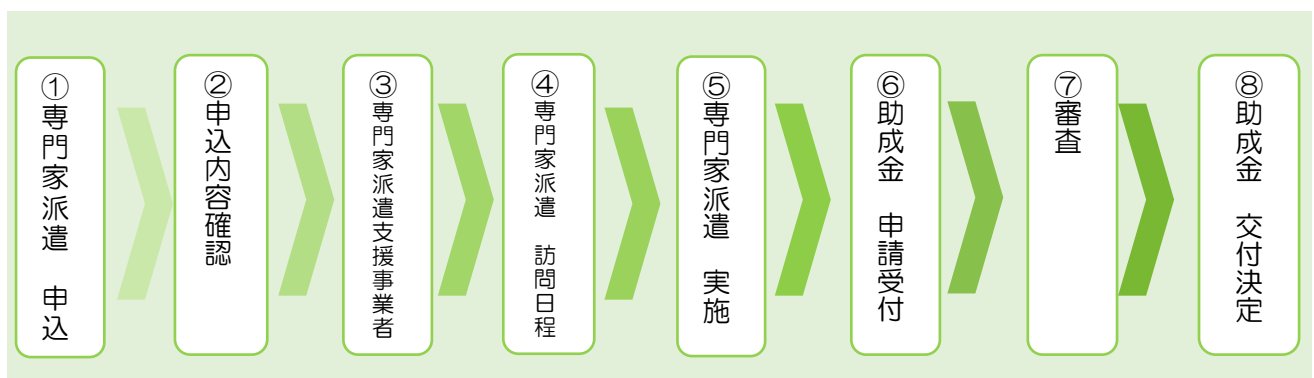 ①専門家派遣　申込
②申込内容確認
③専門家派遣支援事業者
④専門家派遣　訪問日程
⑤専門家派遣　実施
⑥助成金　申請受付
⑦審査
⑧助成金　交付決定